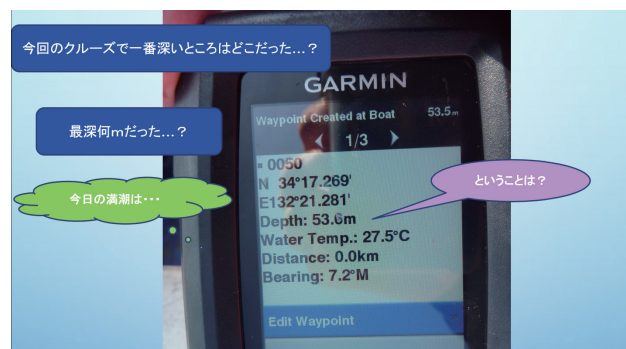 今回のクルーズで一番深いところはどこだった…？
GARMIN
Waypoint Created at Boat 53.5m
1/3
最深何ｍだった…？
0050
N 34°17.269'
E132°21.281'
Depth: 53.6m
Water Temp.: 27.5°C
Distance: 0.0km
Bearing: 7.2°M
Edit Waypoint
ということは？
今日の満潮は・・・